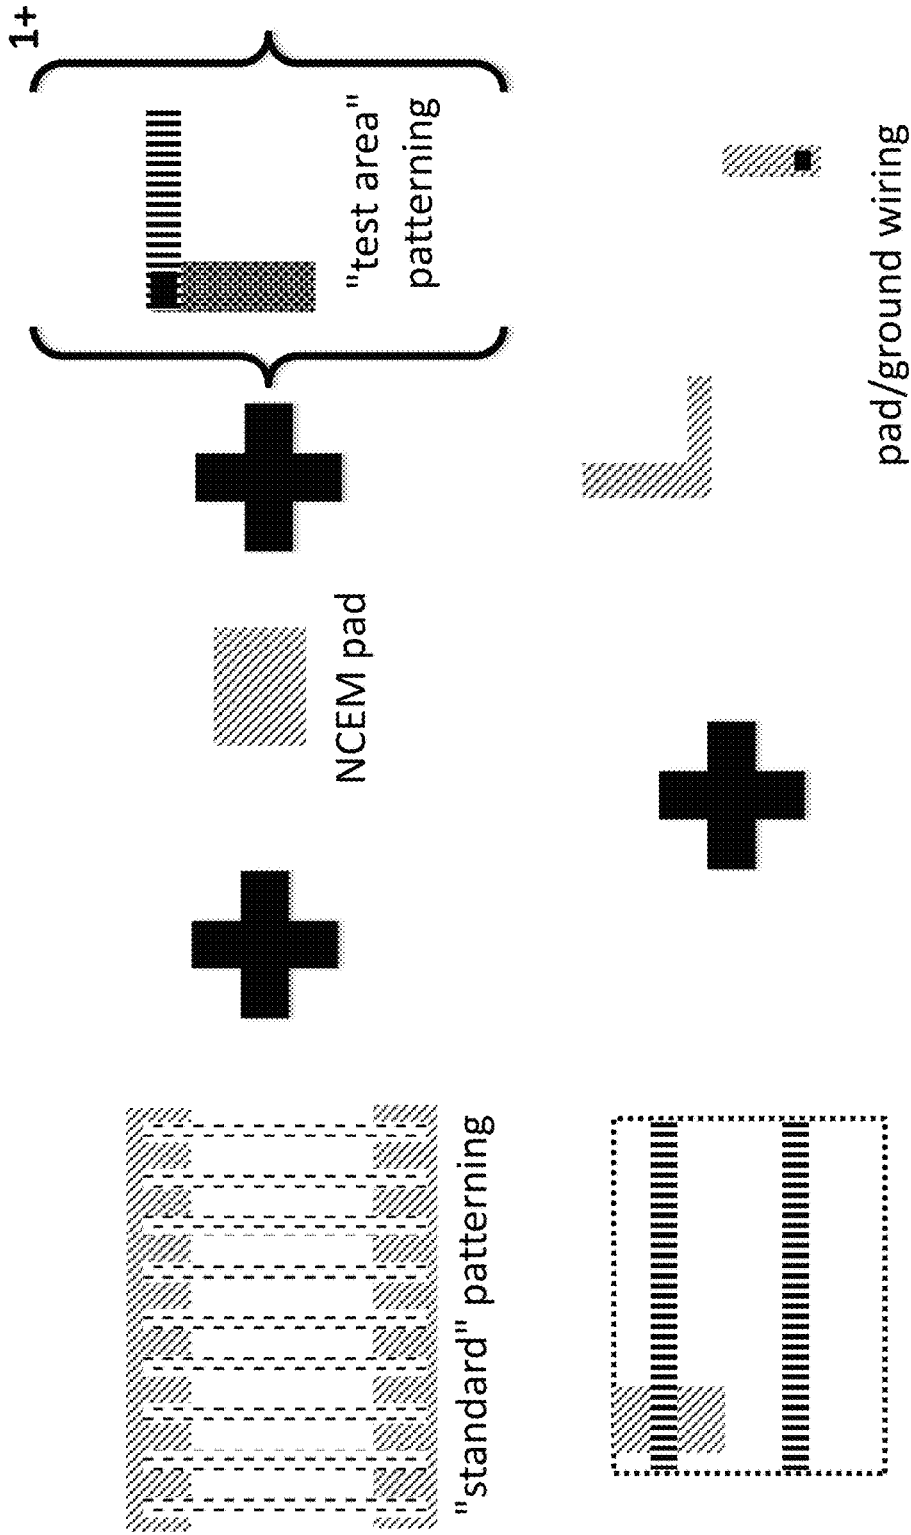 "standard" patterning
NCEM pad
"test area"
patterning
1+
pad/ground wiring